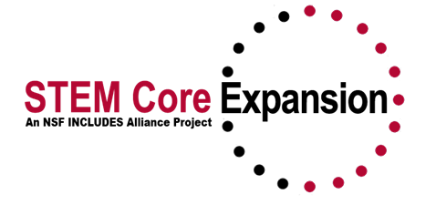 STEM Core Expansion
An NSF INCLUDES Alliance Project